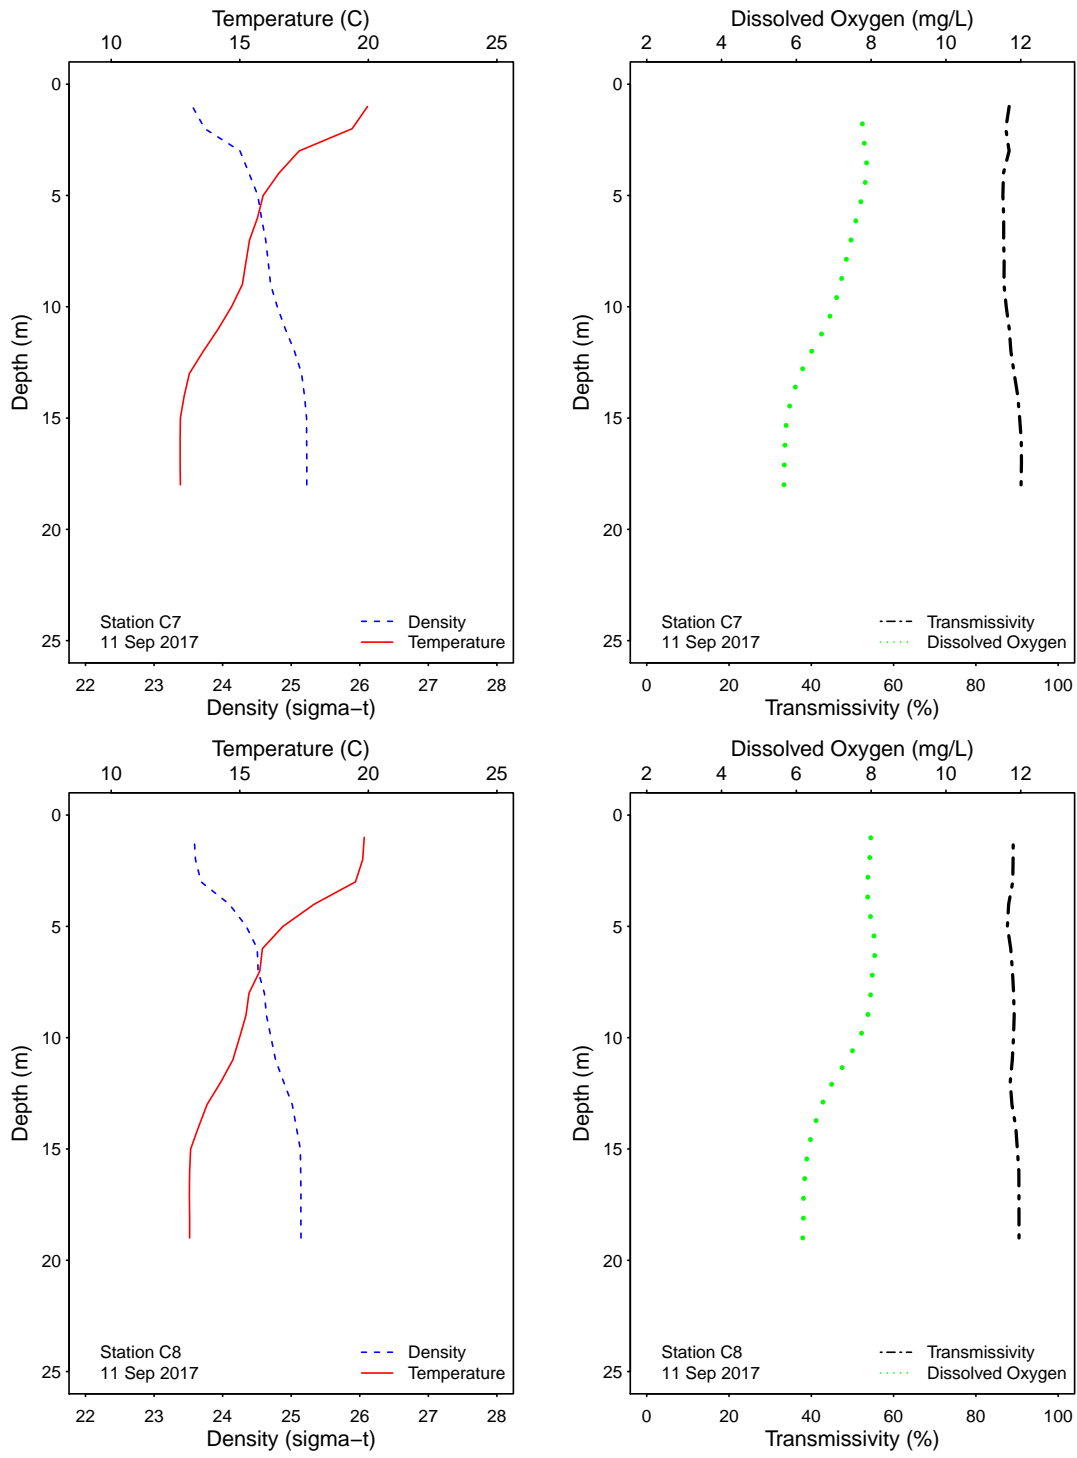 Temperature (C)
10 15 20 25
0
5
10
15
20
25
Depth (m)
Station C7
11 Sep 2017
Density
Temperature
22 23 24 25 26 27 28
Density (sigma−t)
Dissolved Oxygen (mg/L)
2 4 6 8 10 12
0
5
10
15
20
25
Depth (m)
Station C7
11 Sep 2017
Transmissivity
Dissolved Oxygen
0 20 40 60 80 100
Transmissivity (%)
Temperature (C)
10 15 20 25
0
5
10
15
20
25
Depth (m)
Station C8
11 Sep 2017
Density
Temperature
22 23 24 25 26 27 28
Density (sigma−t)
Dissolved Oxygen (mg/L)
2 4 6 8 10 12
0
5
10
15
20
25
Depth (m)
Station C8
11 Sep 2017
Transmissivity
Dissolved Oxygen
0 20 40 60 80 100
Transmissivity (%)